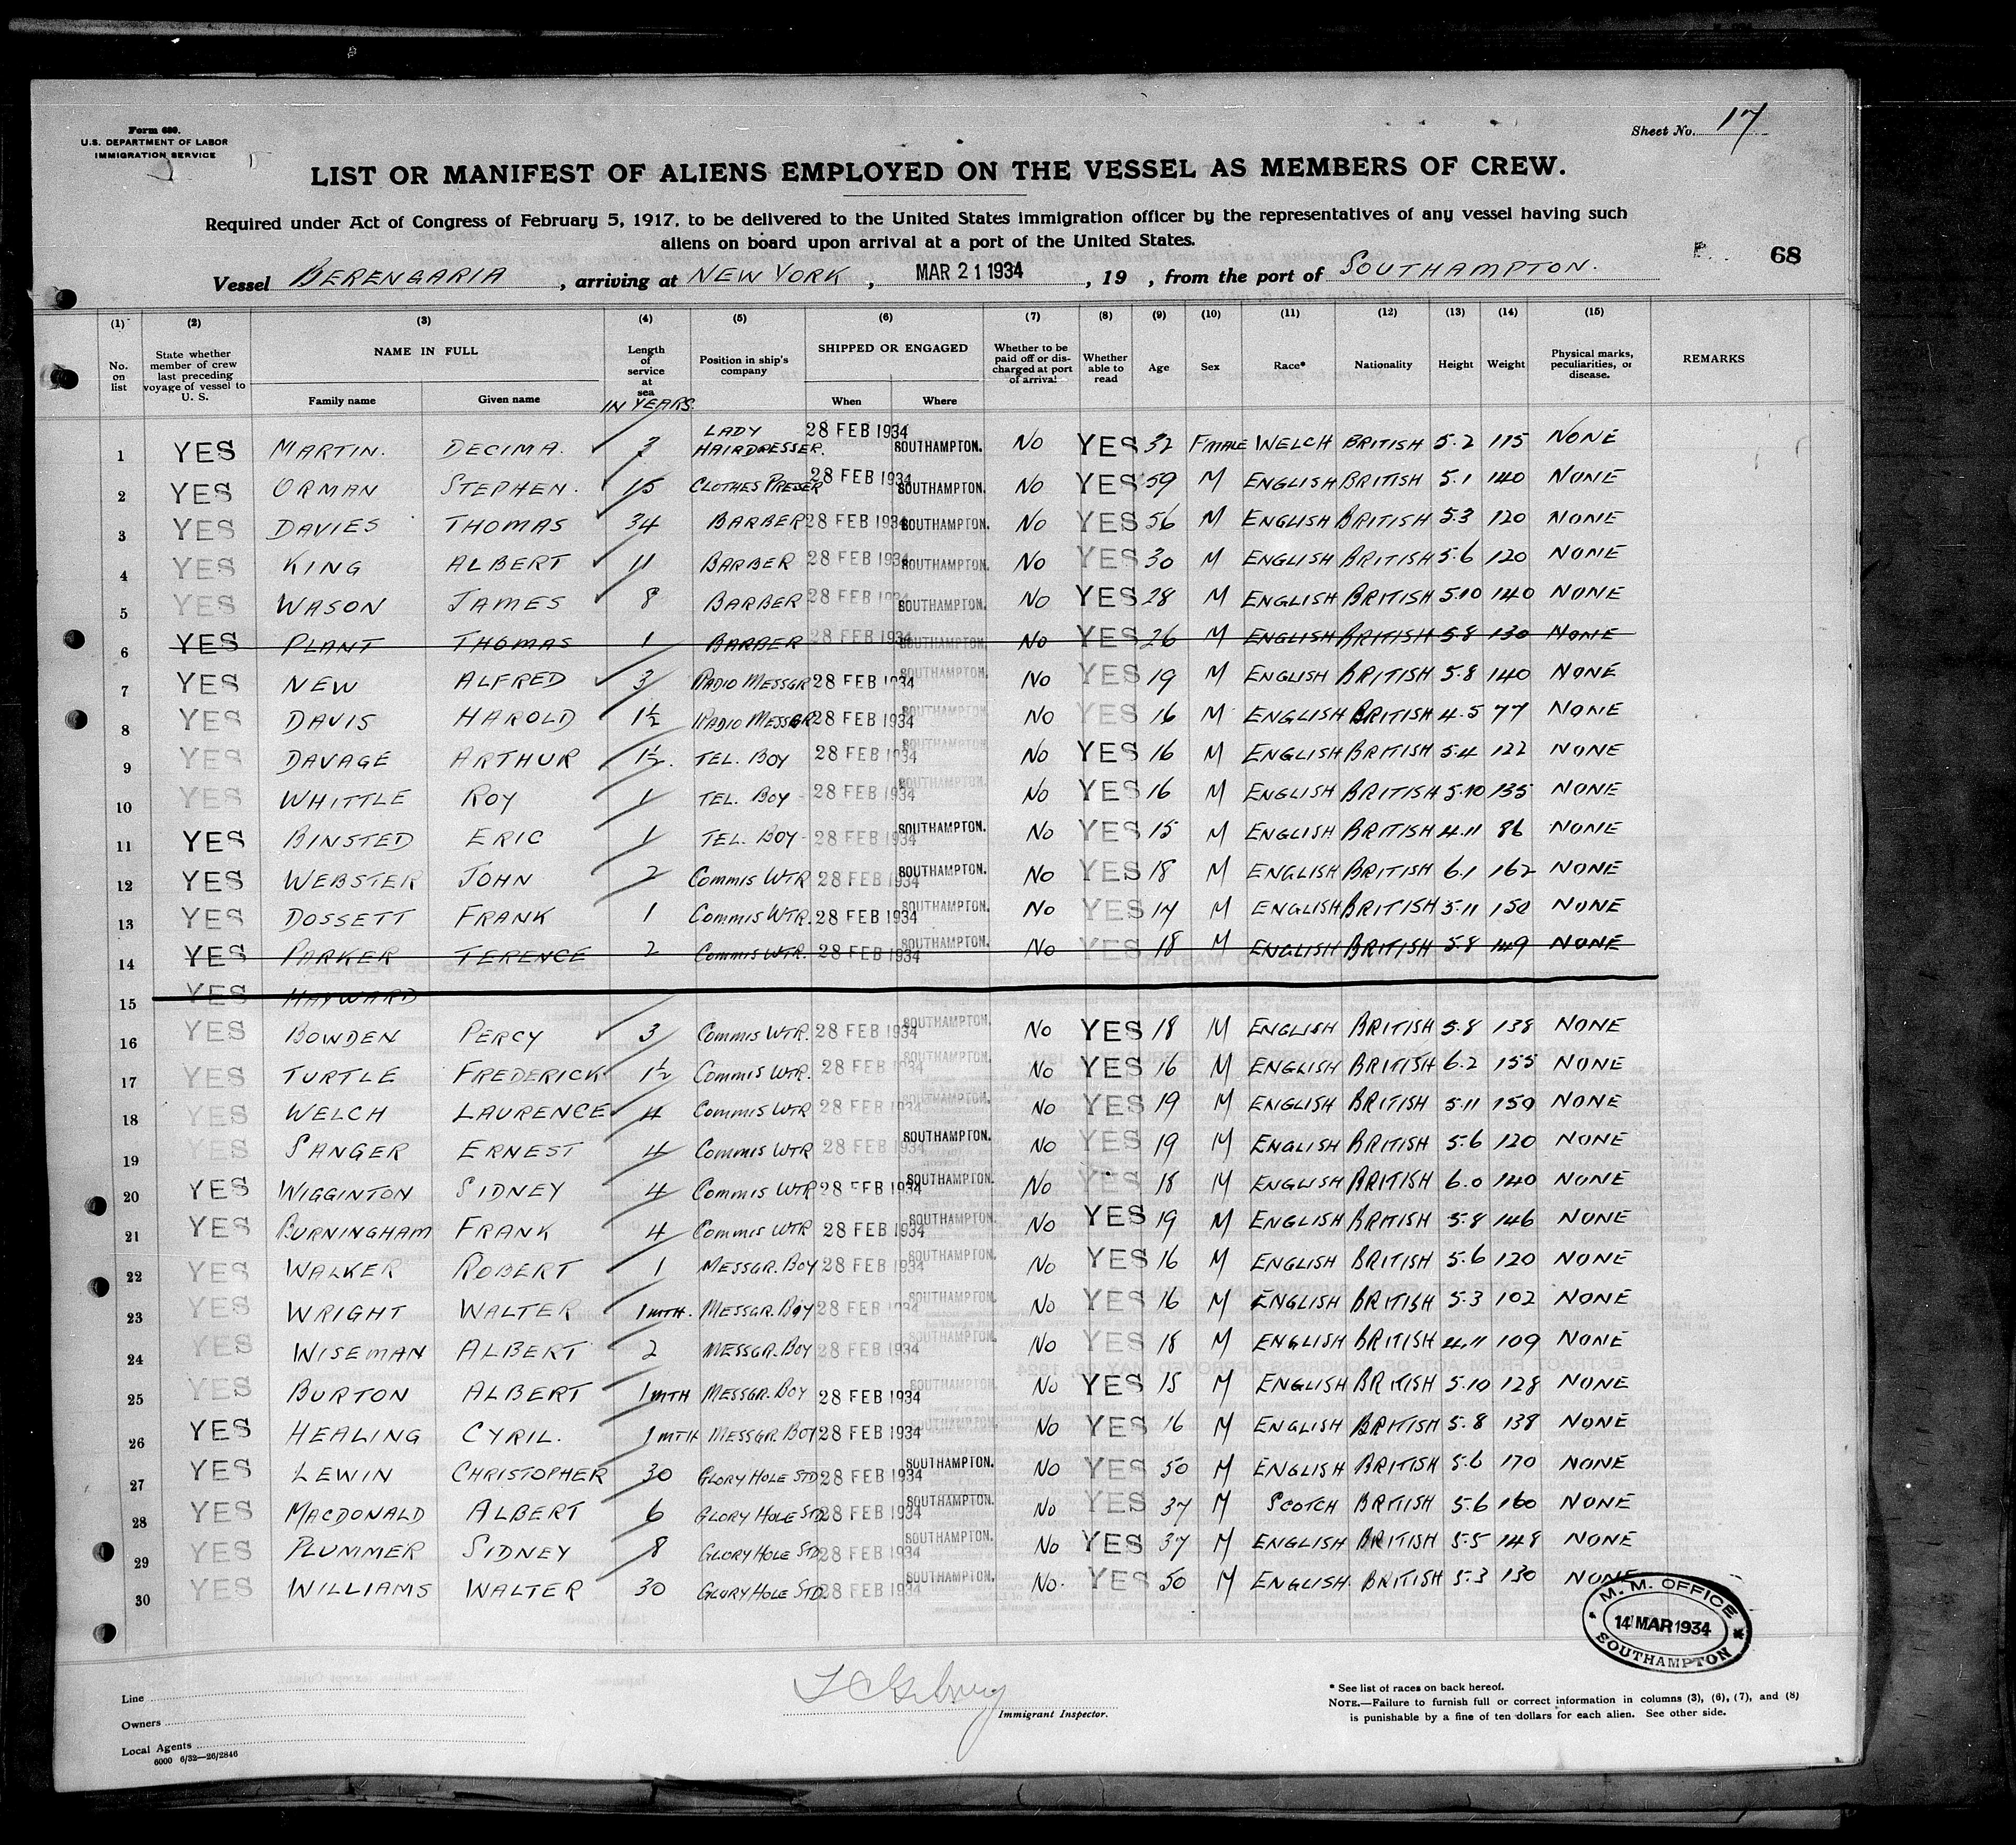 Form 680.
U.S. DEPARTMENT OF LABOR
IMMIGRATION SERVICE
Sheet No. 17
LIST OR MANIFEST OF ALIENS EMPLOYED ON THE VESSEL AS MEMBERS OF CREW.
Required under Act of Congress of February 5, 1917, to be delivered to the United States immigration officer by the representatives of any vessel having such
aliens on board upon arrival at a port of the United States.
68
Vessel BERENGARIA, arriving at NEW YORK, MAR 21 1934, 19 , from the port of SOUTHAMPTON.
(1) (2) (3) (4) (5) (6) (7) (8) (9) (10) (11) (12) (13) (14) (15)
No. on list
State whether member of crew last preceding voyage of vessel to U. S.
NAME IN FULL
Family name Given name
Length of service at sea
IN YEARS.
Position in ship's company
SHIPPED OR ENGAGED
When Where
Whether to be paid off or discharged at port of arrival
Whether able to read
Age Sex Race* Nationality Height Weight
Physical marks, peculiarities, or disease.
REMARKS
1 YES MARTIN. DECIMA. 3 LADY HAIRDRESSER. 28 FEB 1934 SOUTHAMPTON. NO YES 32 FMALE WELCH BRITISH 5.2 115 NONE
2 YES ORMAN STEPHEN. 15 CLOTHES PRESER 28 FEB 1934 SOUTHAMPTON. NO YES 59 M ENGLISH BRITISH 5.1 140 NONE
3 YES DAVIES THOMAS 34 BARBER 28 FEB 1934 SOUTHAMPTON. NO YES 56 M ENGLISH BRITISH 5.3 120 NONE
4 YES KING ALBERT 11 BARBER 28 FEB 1934 SOUTHAMPTON. NO YES 30 M ENGLISH BRITISH 5.6 120 NONE
5 YES WASON JAMES 8 BARBER 28 FEB 1934 SOUTHAMPTON. NO YES 28 M ENGLISH BRITISH 5.10 140 NONE
6 YES PLANT THOMAS 1 BARBER 28 FEB 1934 SOUTHAMPTON. NO YES 26 M ENGLISH BRITISH 5.8 130 NONE
7 YES NEW ALFRED 3 RADIO MESSGR 28 FEB 1934 SOUTHAMPTON. NO YES 19 M ENGLISH BRITISH 5.8 140 NONE
8 YES DAVIS HAROLD 1½ RADIO MESSGR 28 FEB 1934 SOUTHAMPTON. NO YES 16 M ENGLISH BRITISH 4.5 77 NONE
9 YES DAVAGE ARTHUR 1½. TEL. BOY 28 FEB 1934 SOUTHAMPTON. NO YES 16 M ENGLISH BRITISH 5.4 122 NONE
10 YES WHITTLE ROY 1 TEL. BOY 28 FEB 1934 SOUTHAMPTON. NO YES 16 M ENGLISH BRITISH 5.10 135 NONE
11 YES BINSTED ERIC 1 TEL. BOY 28 FEB 1934 SOUTHAMPTON. NO YES 15 M ENGLISH BRITISH 4.11 86 NONE
12 YES WEBSTER JOHN 2 COMMIS WTR 28 FEB 1934 SOUTHAMPTON. NO YES 18 M ENGLISH BRITISH 6.1 162 NONE
13 YES DOSSETT FRANK 1 COMMIS WTR. 28 FEB 1934 SOUTHAMPTON. NO YES 17 M ENGLISH BRITISH 5.11 150 NONE
14 YES PARKER TERENCE 2 COMMIS WTR. 28 FEB 1934 SOUTHAMPTON. NO YES 18 M ENGLISH BRITISH 5.8 149 NONE
15 YES HAYWARD
16 YES BOWDEN PERCY 3 COMMIS WTR. 28 FEB 1934 SOUTHAMPTON. NO YES 18 M ENGLISH BRITISH 5.8 138 NONE
17 YES TURTLE FREDERICK 1½ COMMIS WTR. 28 FEB 1934 SOUTHAMPTON. NO YES 16 M ENGLISH BRITISH 6.2 155 NONE
18 YES WELCH LAURENCE 4 COMMIS WTR 28 FEB 1934 SOUTHAMPTON. NO YES 19 M ENGLISH BRITISH 5.11 150 NONE
19 YES SANGER ERNEST 4 COMMIS WTR 28 FEB 1934 SOUTHAMPTON. NO YES 19 M ENGLISH BRITISH 5.6 120 NONE
20 YES WIGGINTON SIDNEY 4 COMMIS WTR 28 FEB 1934 SOUTHAMPTON. NO YES 18 M ENGLISH BRITISH 6.0 140 NONE
21 YES BURNINGHAM FRANK 4 COMMIS WTR 28 FEB 1934 SOUTHAMPTON. NO YES 19 M ENGLISH BRITISH 5.8 146 NONE
22 YES WALKER ROBERT 1 MESSGR. BOY 28 FEB 1934 SOUTHAMPTON. NO YES 16 M ENGLISH BRITISH 5.6 120 NONE
23 YES WRIGHT WALTER 1 MTH. MESSGR. BOY 28 FEB 1934 SOUTHAMPTON. NO YES 16 M ENGLISH BRITISH 5.3 102 NONE
24 YES WISEMAN ALBERT 2 MESSGR. BOY 28 FEB 1934 SOUTHAMPTON. NO YES 18 M ENGLISH BRITISH 4.11 109 NONE
25 YES BURTON ALBERT 1 MTH MESSGR. BOY 28 FEB 1934 SOUTHAMPTON. NO YES 15 M ENGLISH BRITISH 5.10 128 NONE
26 YES HEALING CYRIL. 1 MTH MESSGR. BOY 28 FEB 1934 SOUTHAMPTON. NO YES 16 M ENGLISH BRITISH 5.8 138 NONE
27 YES LEWIN CHRISTOPHER 30 GLORY HOLE STD 28 FEB 1934 SOUTHAMPTON. NO YES 50 M ENGLISH BRITISH 5.6 170 NONE
28 YES MACDONALD ALBERT 6 GLORY HOLE STD 28 FEB 1934 SOUTHAMPTON. NO YES 37 M SCOTCH BRITISH 5.6 160 NONE
29 YES PLUMMER SIDNEY 8 GLORY HOLE STD 28 FEB 1934 SOUTHAMPTON. NO YES 37 M ENGLISH BRITISH 5.5 148 NONE
30 YES WILLIAMS WALTER 30 GLORY HOLE STD. 28 FEB 1934 SOUTHAMPTON. NO. YES 50 M ENGLISH BRITISH 5.3 130 NONE
M. M. OFFICE
14 MAR 1934
SOUTHAMPTON
Line
Owners
Local Agents
6000 6/32—26/2846
Immigrant Inspector.
* See list of races on back hereof.
NOTE.—Failure to furnish full or correct information in columns (3), (6), (7), and (8)
is punishable by a fine of ten dollars for each alien. See other side.